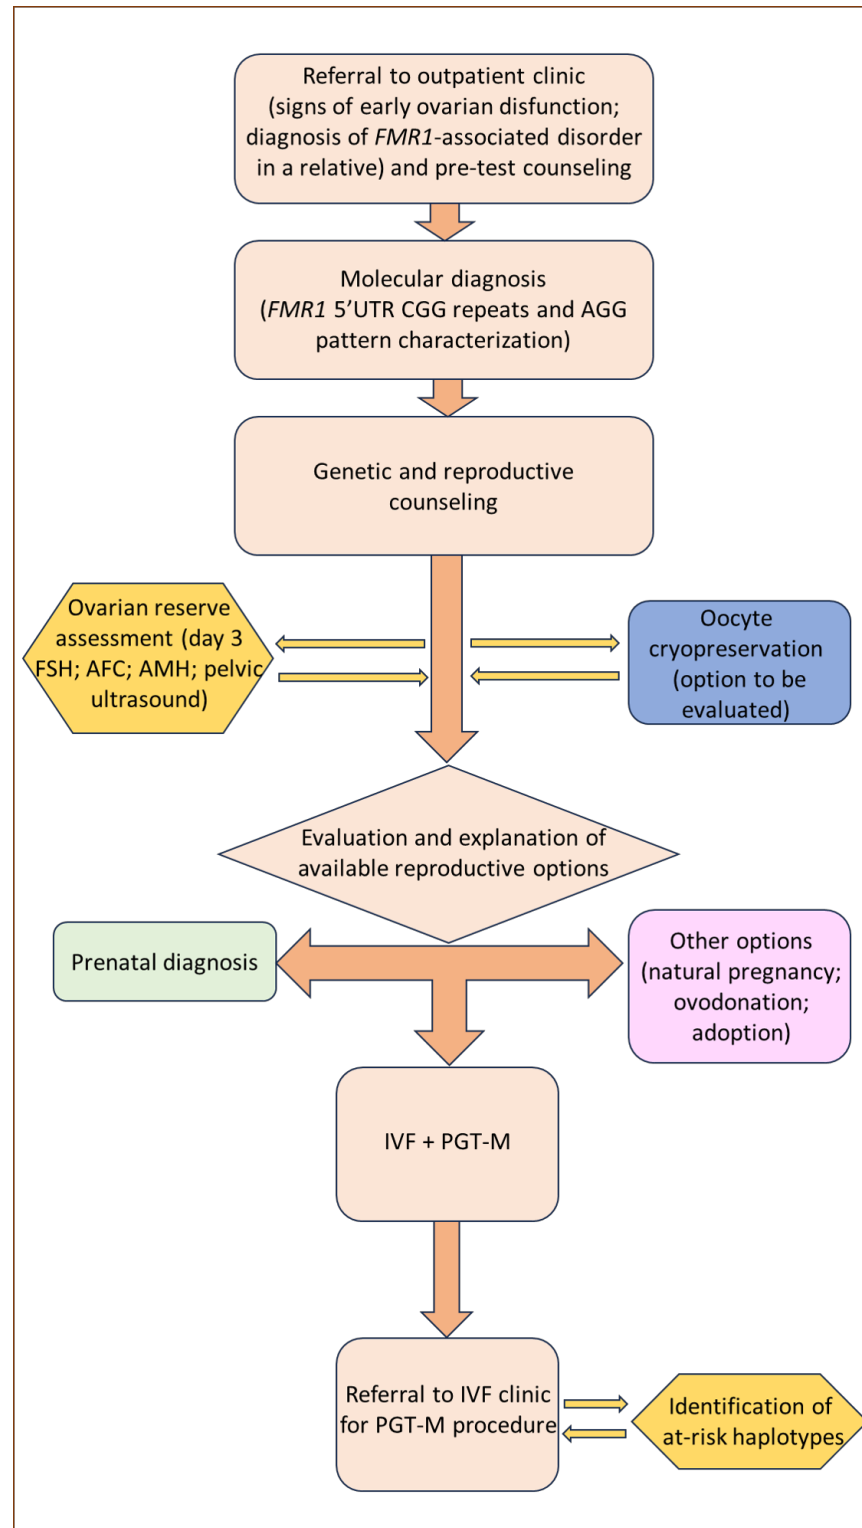 Referral to outpatient clinic
(signs of early ovarian disfunction;
diagnosis of FMR1-associated disorder
in a relative) and pre-test counseling
Molecular diagnosis
(FMR1 5’UTR CGG repeats and AGG
pattern characterization)
Genetic and reproductive
counseling
Ovarian reserve
assessment (day 3
FSH; AFC; AMH; pelvic
ultrasound)
Oocyte
cryopreservation
(option to be
evaluated)
Evaluation and explanation of
available reproductive options
Prenatal diagnosis
Other options
(natural pregnancy;
ovodonation;
adoption)
IVF + PGT-M
Referral to IVF clinic
for PGT-M procedure
Identification of
at-risk haplotypes